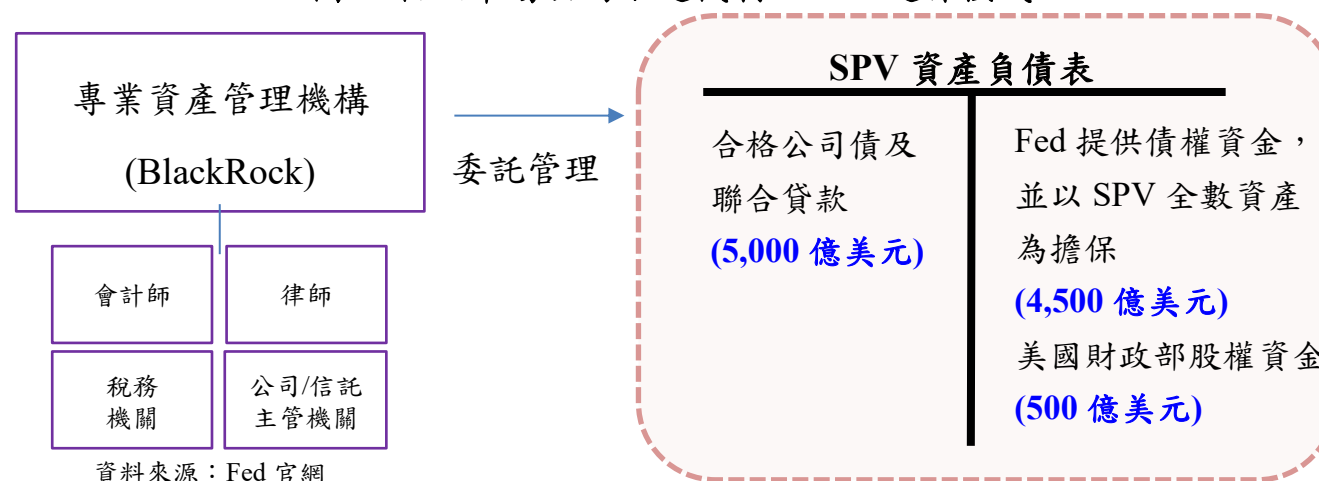 專業資產管理機構
(BlackRock)
會計師
律師
稅務
機關
公司/信託
主管機關
資料來源：Fed 官網
委託管理
SPV 資產負債表
合格公司債及
聯合貸款
(5,000 億美元)
Fed 提供債權資金，
並以 SPV 全數資產
為擔保
(4,500 億美元)
美國財政部股權資金
(500 億美元)